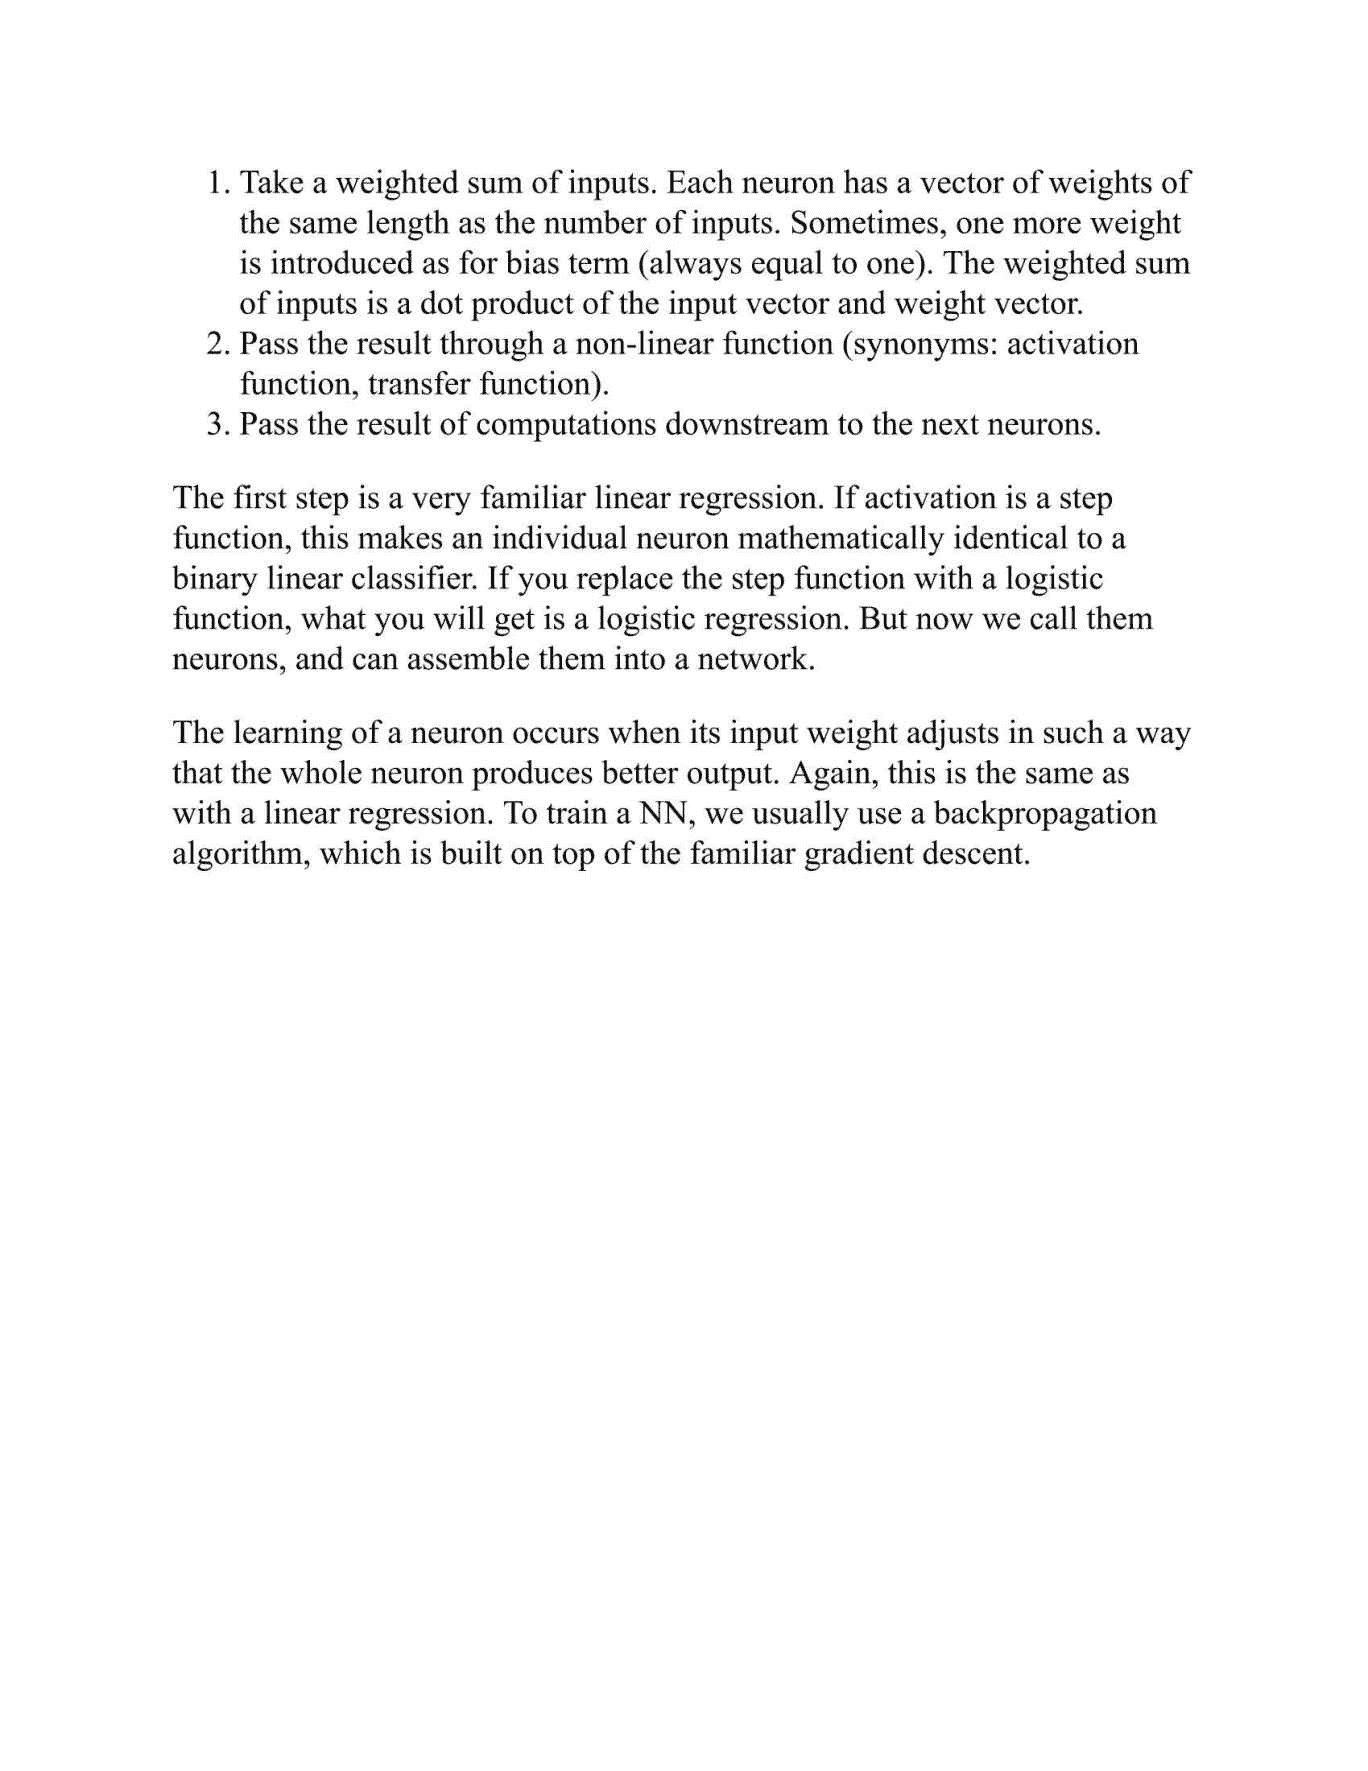 1. Take a weighted sum of inputs. Each neuron has a vector of weights of
the same length as the number of inputs. Sometimes, one more weight
is introduced as for bias term (always equal to one). The weighted sum
of inputs is a dot product of the input vector and weight vector.
2. Pass the result through a non-linear function (synonyms: activation
function, transfer function).
3. Pass the result of computations downstream to the next neurons.
The first step is a very familiar linear regression. If activation is a step
function, this makes an individual neuron mathematically identical to a
binary linear classifier. If you replace the step function with a logistic
function, what you will get is a logistic regression. But now we call them
neurons, and can assemble them into a network.
The learning of a neuron occurs when its input weight adjusts in such a way
that the whole neuron produces better output. Again, this is the same as
with a linear regression. To train a NN, we usually use a backpropagation
algorithm, which is built on top of the familiar gradient descent.